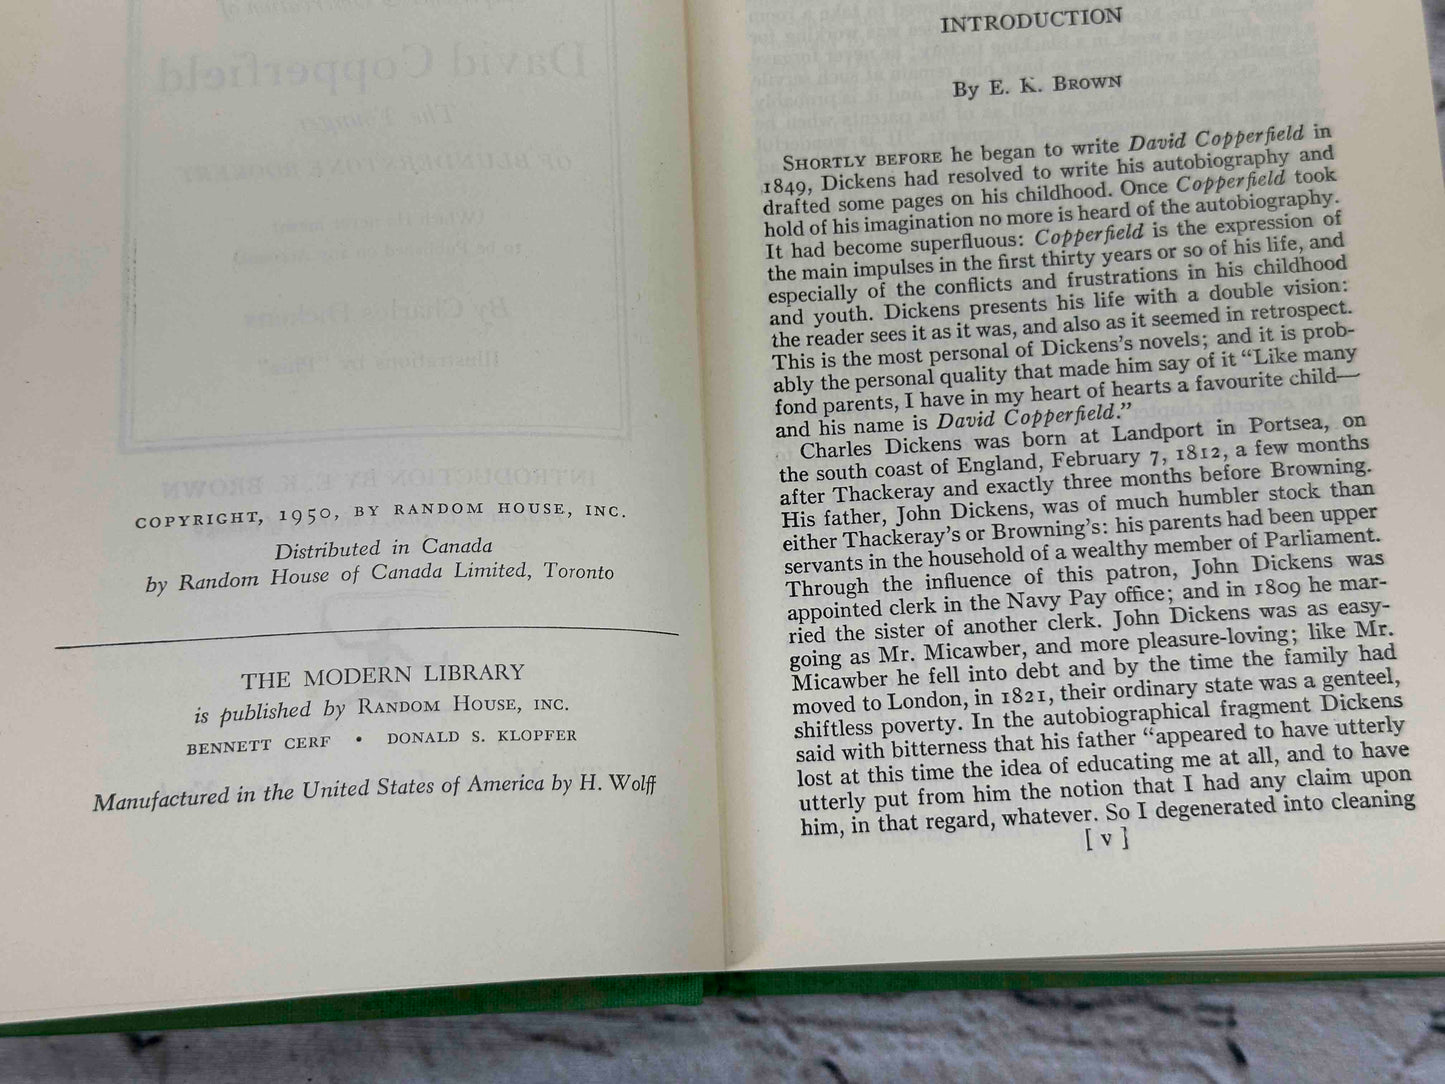 COPYRIGHT, 1950, BY RANDOM HOUSE, INC.
Distributed in Canada
by Random House of Canada Limited, Toronto
THE MODERN LIBRARY
is published by RANDOM HOUSE, INC.
BENNETT CERF • DONALD S. KLOPFER
Manufactured in the United States of America by H. Wolff
INTRODUCTION
By E. K. BROWN
SHORTLY BEFORE he began to write David Copperfield in
1849, Dickens had resolved to write his autobiography and
drafted some pages on his childhood. Once Copperfield took
hold of his imagination no more is heard of the autobiography.
It had become superfluous: Copperfield is the expression of
the main impulses in the first thirty years or so of his life, and
especially of the conflicts and frustrations in his childhood
and youth. Dickens presents his life with a double vision:
the reader sees it as it was, and also as it seemed in retrospect.
This is the most personal of Dickens's novels; and it is prob-
ably the personal quality that made him say of it "Like many
fond parents, I have in my heart of hearts a favourite child—
and his name is David Copperfield."
Charles Dickens was born at Landport in Portsea, on
the south coast of England, February 7, 1812, a few months
after Thackeray and exactly three months before Browning.
His father, John Dickens, was of much humbler stock than
either Thackeray's or Browning's: his parents had been upper
servants in the household of a wealthy member of Parliament.
Through the influence of this patron, John Dickens was
appointed clerk in the Navy Pay office; and in 1809 he mar-
ried the sister of another clerk. John Dickens was as easy-
going as Mr. Micawber, and more pleasure-loving; like Mr.
Micawber he fell into debt and by the time the family had
moved to London, in 1821, their ordinary state was a genteel,
shiftless poverty. In the autobiographical fragment Dickens
said with bitterness that his father "appeared to have utterly
lost at this time the idea of educating me at all, and to have
utterly put from him the notion that I had any claim upon
him, in that regard, whatever. So I degenerated into cleaning
[ v ]